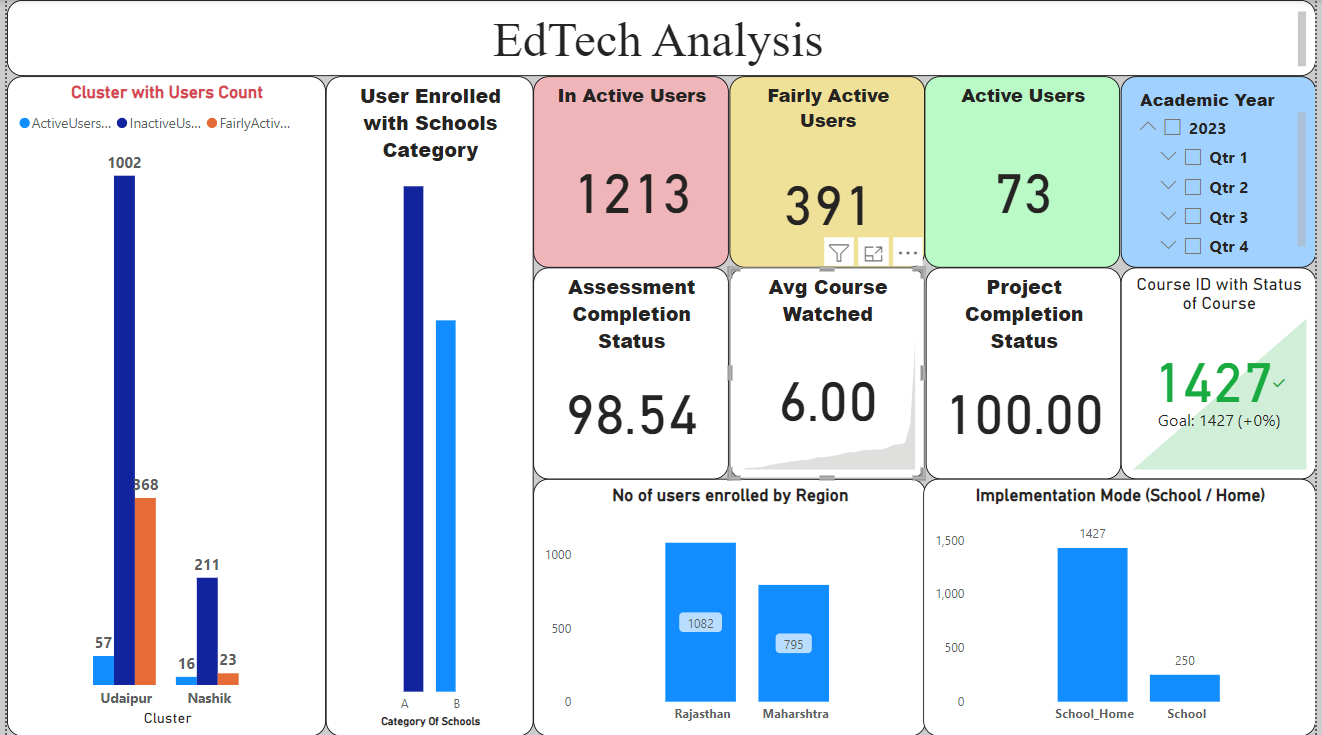 EdTech Analysis
Cluster with Users Count
ActiveUsers... InactiveUs... FairlyActiv...
1002
368
211
57
16
23
Udaipur Nashik
Cluster
User Enrolled
with Schools
Category
A B
Category Of Schools
In Active Users
1213
Fairly Active
Users
391
Active Users
73
Academic Year
2023
Qtr 1
Qtr 2
Qtr 3
Qtr 4
Assessment
Completion
Status
98.54
Avg Course
Watched
6.00
Project
Completion
Status
100.00
Course ID with Status
of Course
1427
Goal: 1427 (+0%)
No of users enrolled by Region
1000
500
0
1082
795
Rajasthan Maharshtra
Implementation Mode (School / Home)
1,500
1,000
500
0
1427
250
School_Home School